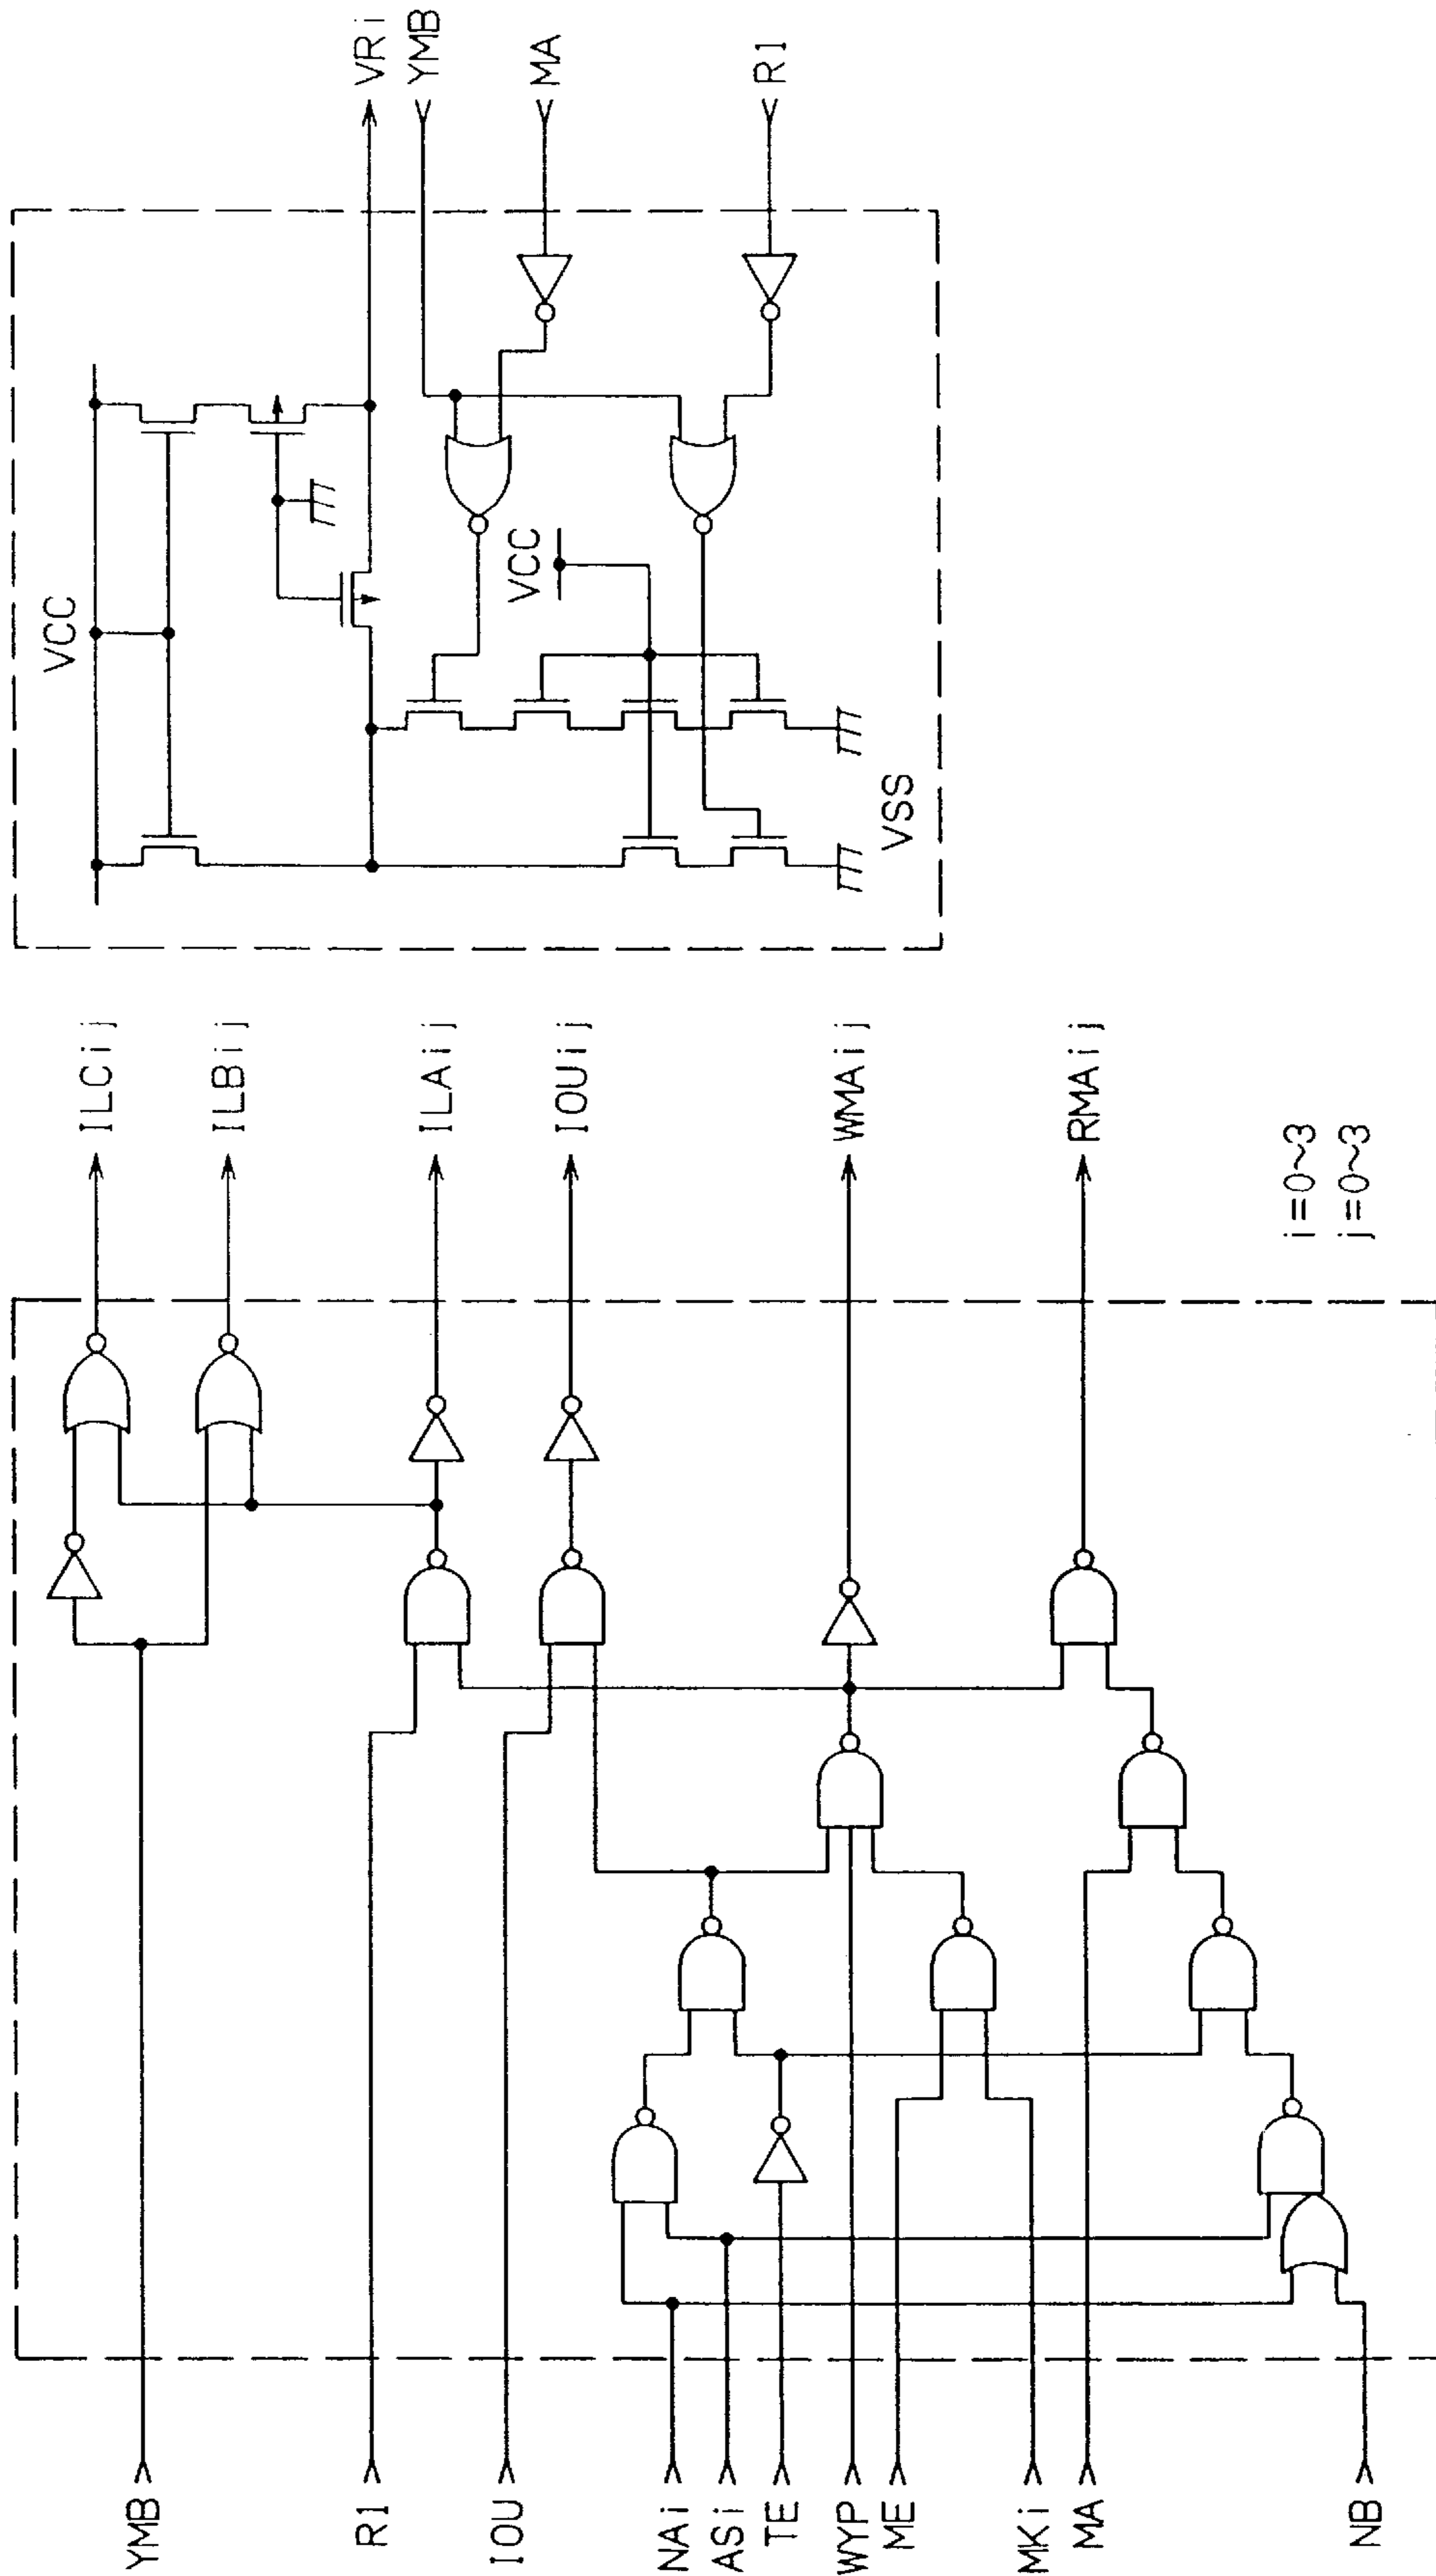 YMB
R1
IOU
NAi
ASi
TE
WYP
ME
MKi
MA
NB
ILCij
ILBij
ILAij
IOUij
WMAij
RMAij
i=0~3
j=0~3
VCC
VCC
VSS
VRi
YMB
MA
R1